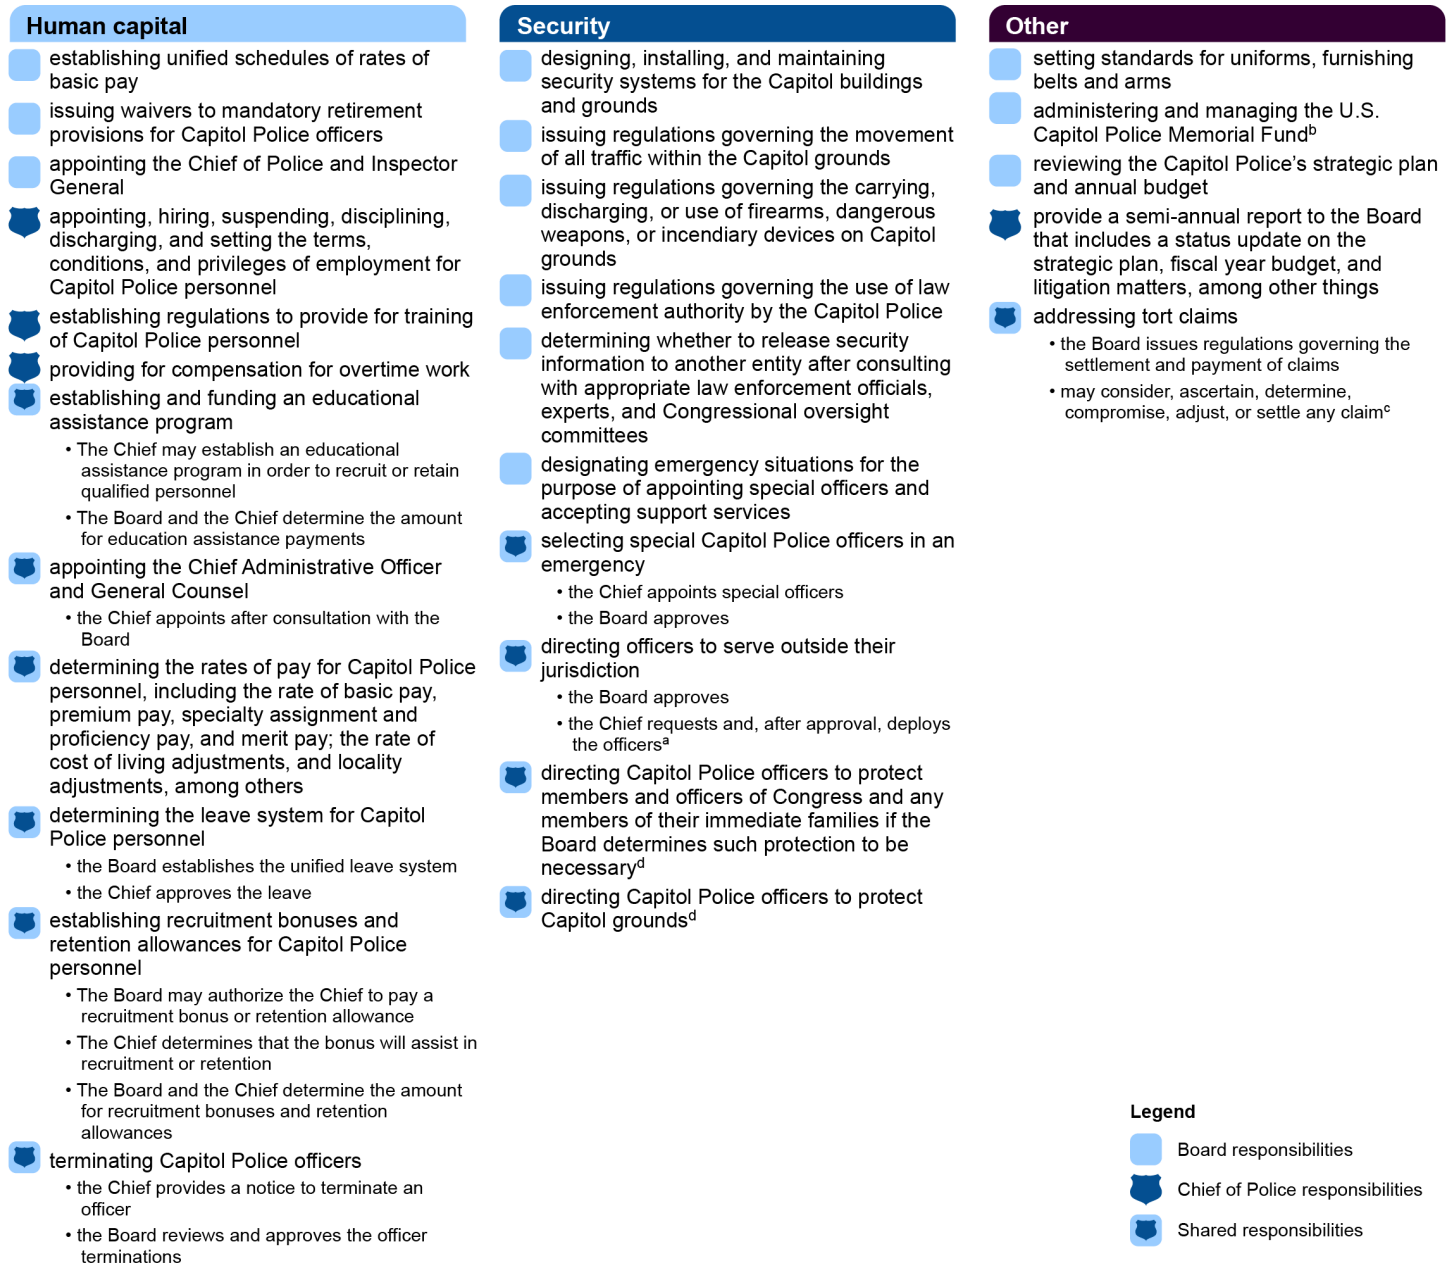 Human capital
establishing unified schedules of rates of
basic pay
issuing waivers to mandatory retirement
provisions for Capitol Police officers
appointing the Chief of Police and Inspector
General
appointing, hiring, suspending, disciplining,
discharging, and setting the terms,
conditions, and privileges of employment for
Capitol Police personnel
establishing regulations to provide for training
of Capitol Police personnel
providing for compensation for overtime work
establishing and funding an educational
assistance program
• The Chief may establish an educational
assistance program in order to recruit or retain
qualified personnel
• The Board and the Chief determine the amount
for education assistance payments
appointing the Chief Administrative Officer
and General Counsel
• the Chief appoints after consultation with the
Board
determining the rates of pay for Capitol Police
personnel, including the rate of basic pay,
premium pay, specialty assignment and
proficiency pay, and merit pay; the rate of
cost of living adjustments, and locality
adjustments, among others
determining the leave system for Capitol
Police personnel
• the Board establishes the unified leave system
• the Chief approves the leave
establishing recruitment bonuses and
retention allowances for Capitol Police
personnel
• The Board may authorize the Chief to pay a
recruitment bonus or retention allowance
• The Chief determines that the bonus will assist in
recruitment or retention
• The Board and the Chief determine the amount
for recruitment bonuses and retention
allowances
terminating Capitol Police officers
• the Chief provides a notice to terminate an
officer
• the Board reviews and approves the officer
terminations
Security
designing, installing, and maintaining
security systems for the Capitol buildings
and grounds
issuing regulations governing the movement
of all traffic within the Capitol grounds
issuing regulations governing the carrying,
discharging, or use of firearms, dangerous
weapons, or incendiary devices on Capitol
grounds
issuing regulations governing the use of law
enforcement authority by the Capitol Police
determining whether to release security
information to another entity after consulting
with appropriate law enforcement officials,
experts, and Congressional oversight
committees
designating emergency situations for the
purpose of appointing special officers and
accepting support services
selecting special Capitol Police officers in an
emergency
• the Chief appoints special officers
• the Board approves
directing officers to serve outside their
jurisdiction
• the Board approves
• the Chief requests and, after approval, deploys
the officersª
directing Capitol Police officers to protect
members and officers of Congress and any
members of their immediate families if the
Board determines such protection to be
necessaryᵈ
directing Capitol Police officers to protect
Capitol groundsᵈ
Other
setting standards for uniforms, furnishing
belts and arms
administering and managing the U.S.
Capitol Police Memorial Fundᵇ
reviewing the Capitol Police’s strategic plan
and annual budget
provide a semi-annual report to the Board
that includes a status update on the
strategic plan, fiscal year budget, and
litigation matters, among other things
addressing tort claims
• the Board issues regulations governing the
settlement and payment of claims
• may consider, ascertain, determine,
compromise, adjust, or settle any claimᶜ
Legend
Board responsibilities
Chief of Police responsibilities
Shared responsibilities